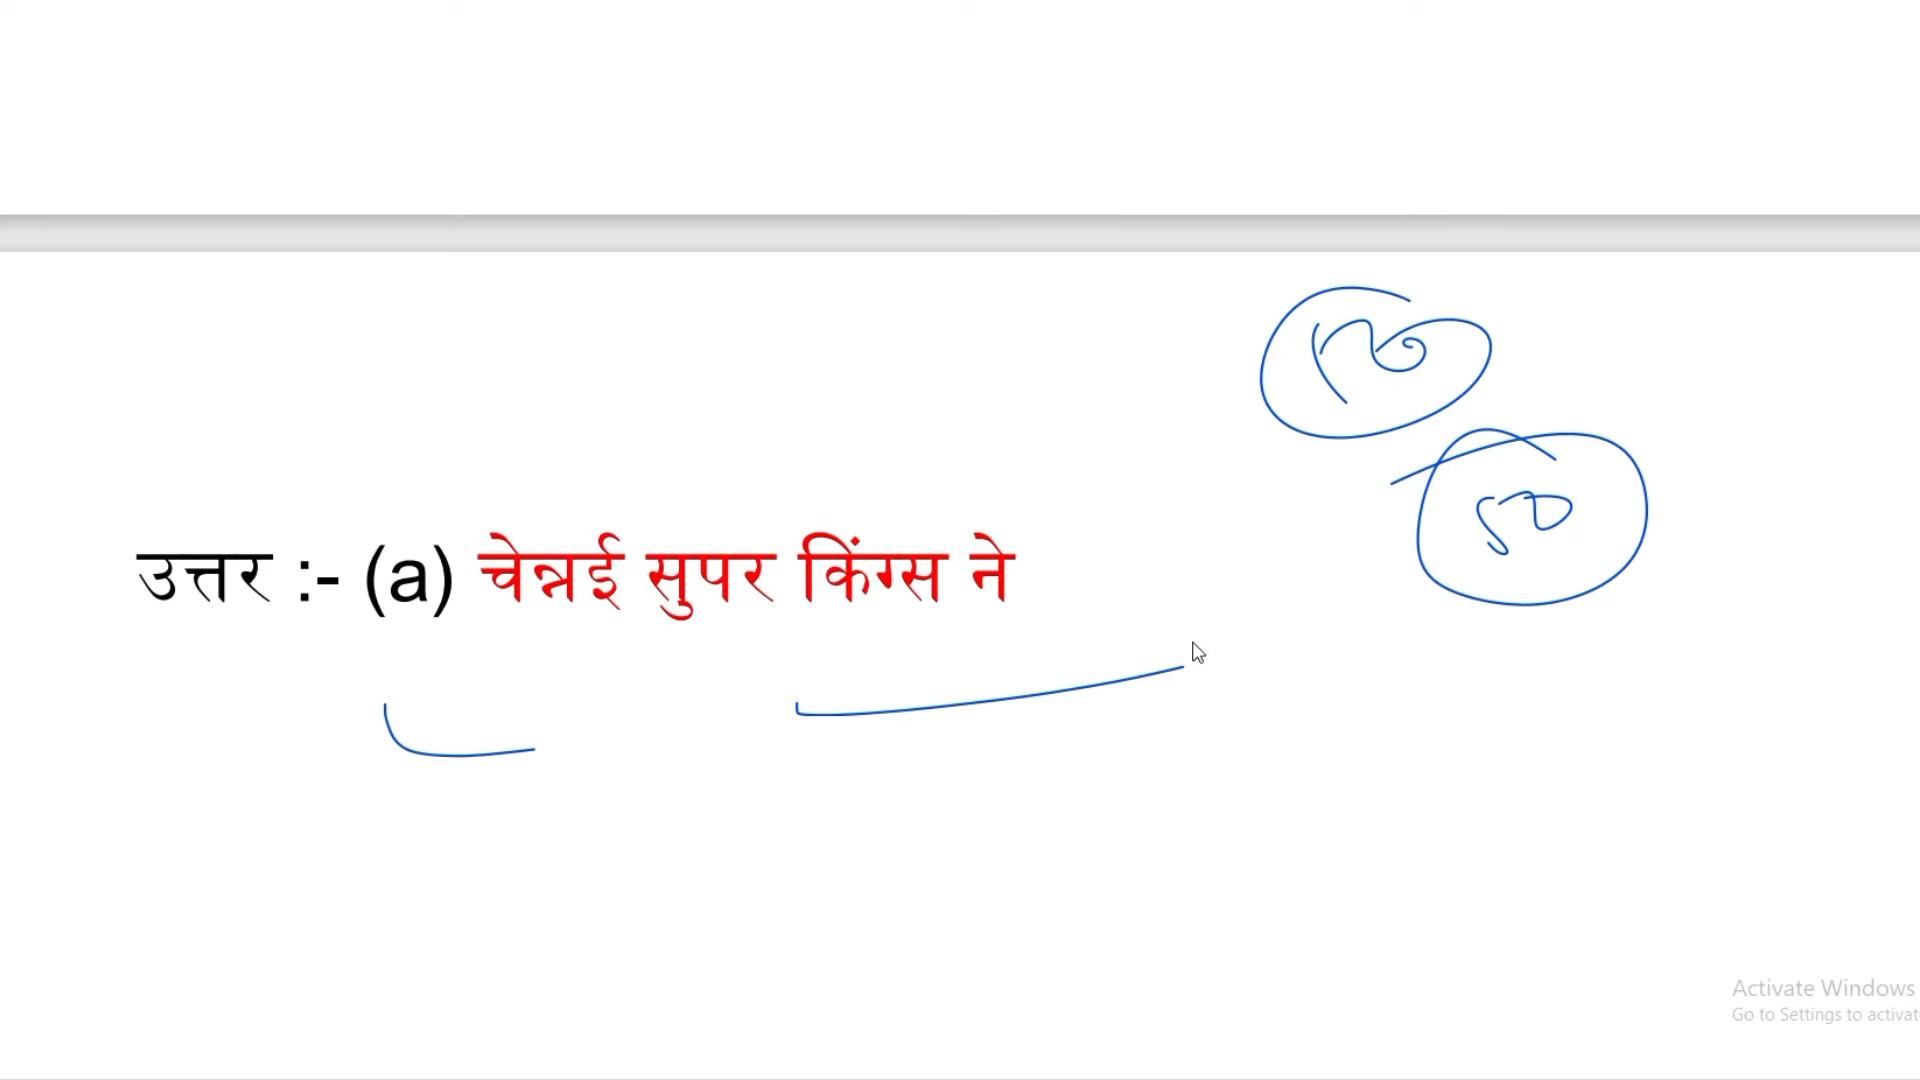 उत्तर :- (a) चेन्नई सुपर किंग्स ने
Activate Windows
Go to Settings to activat